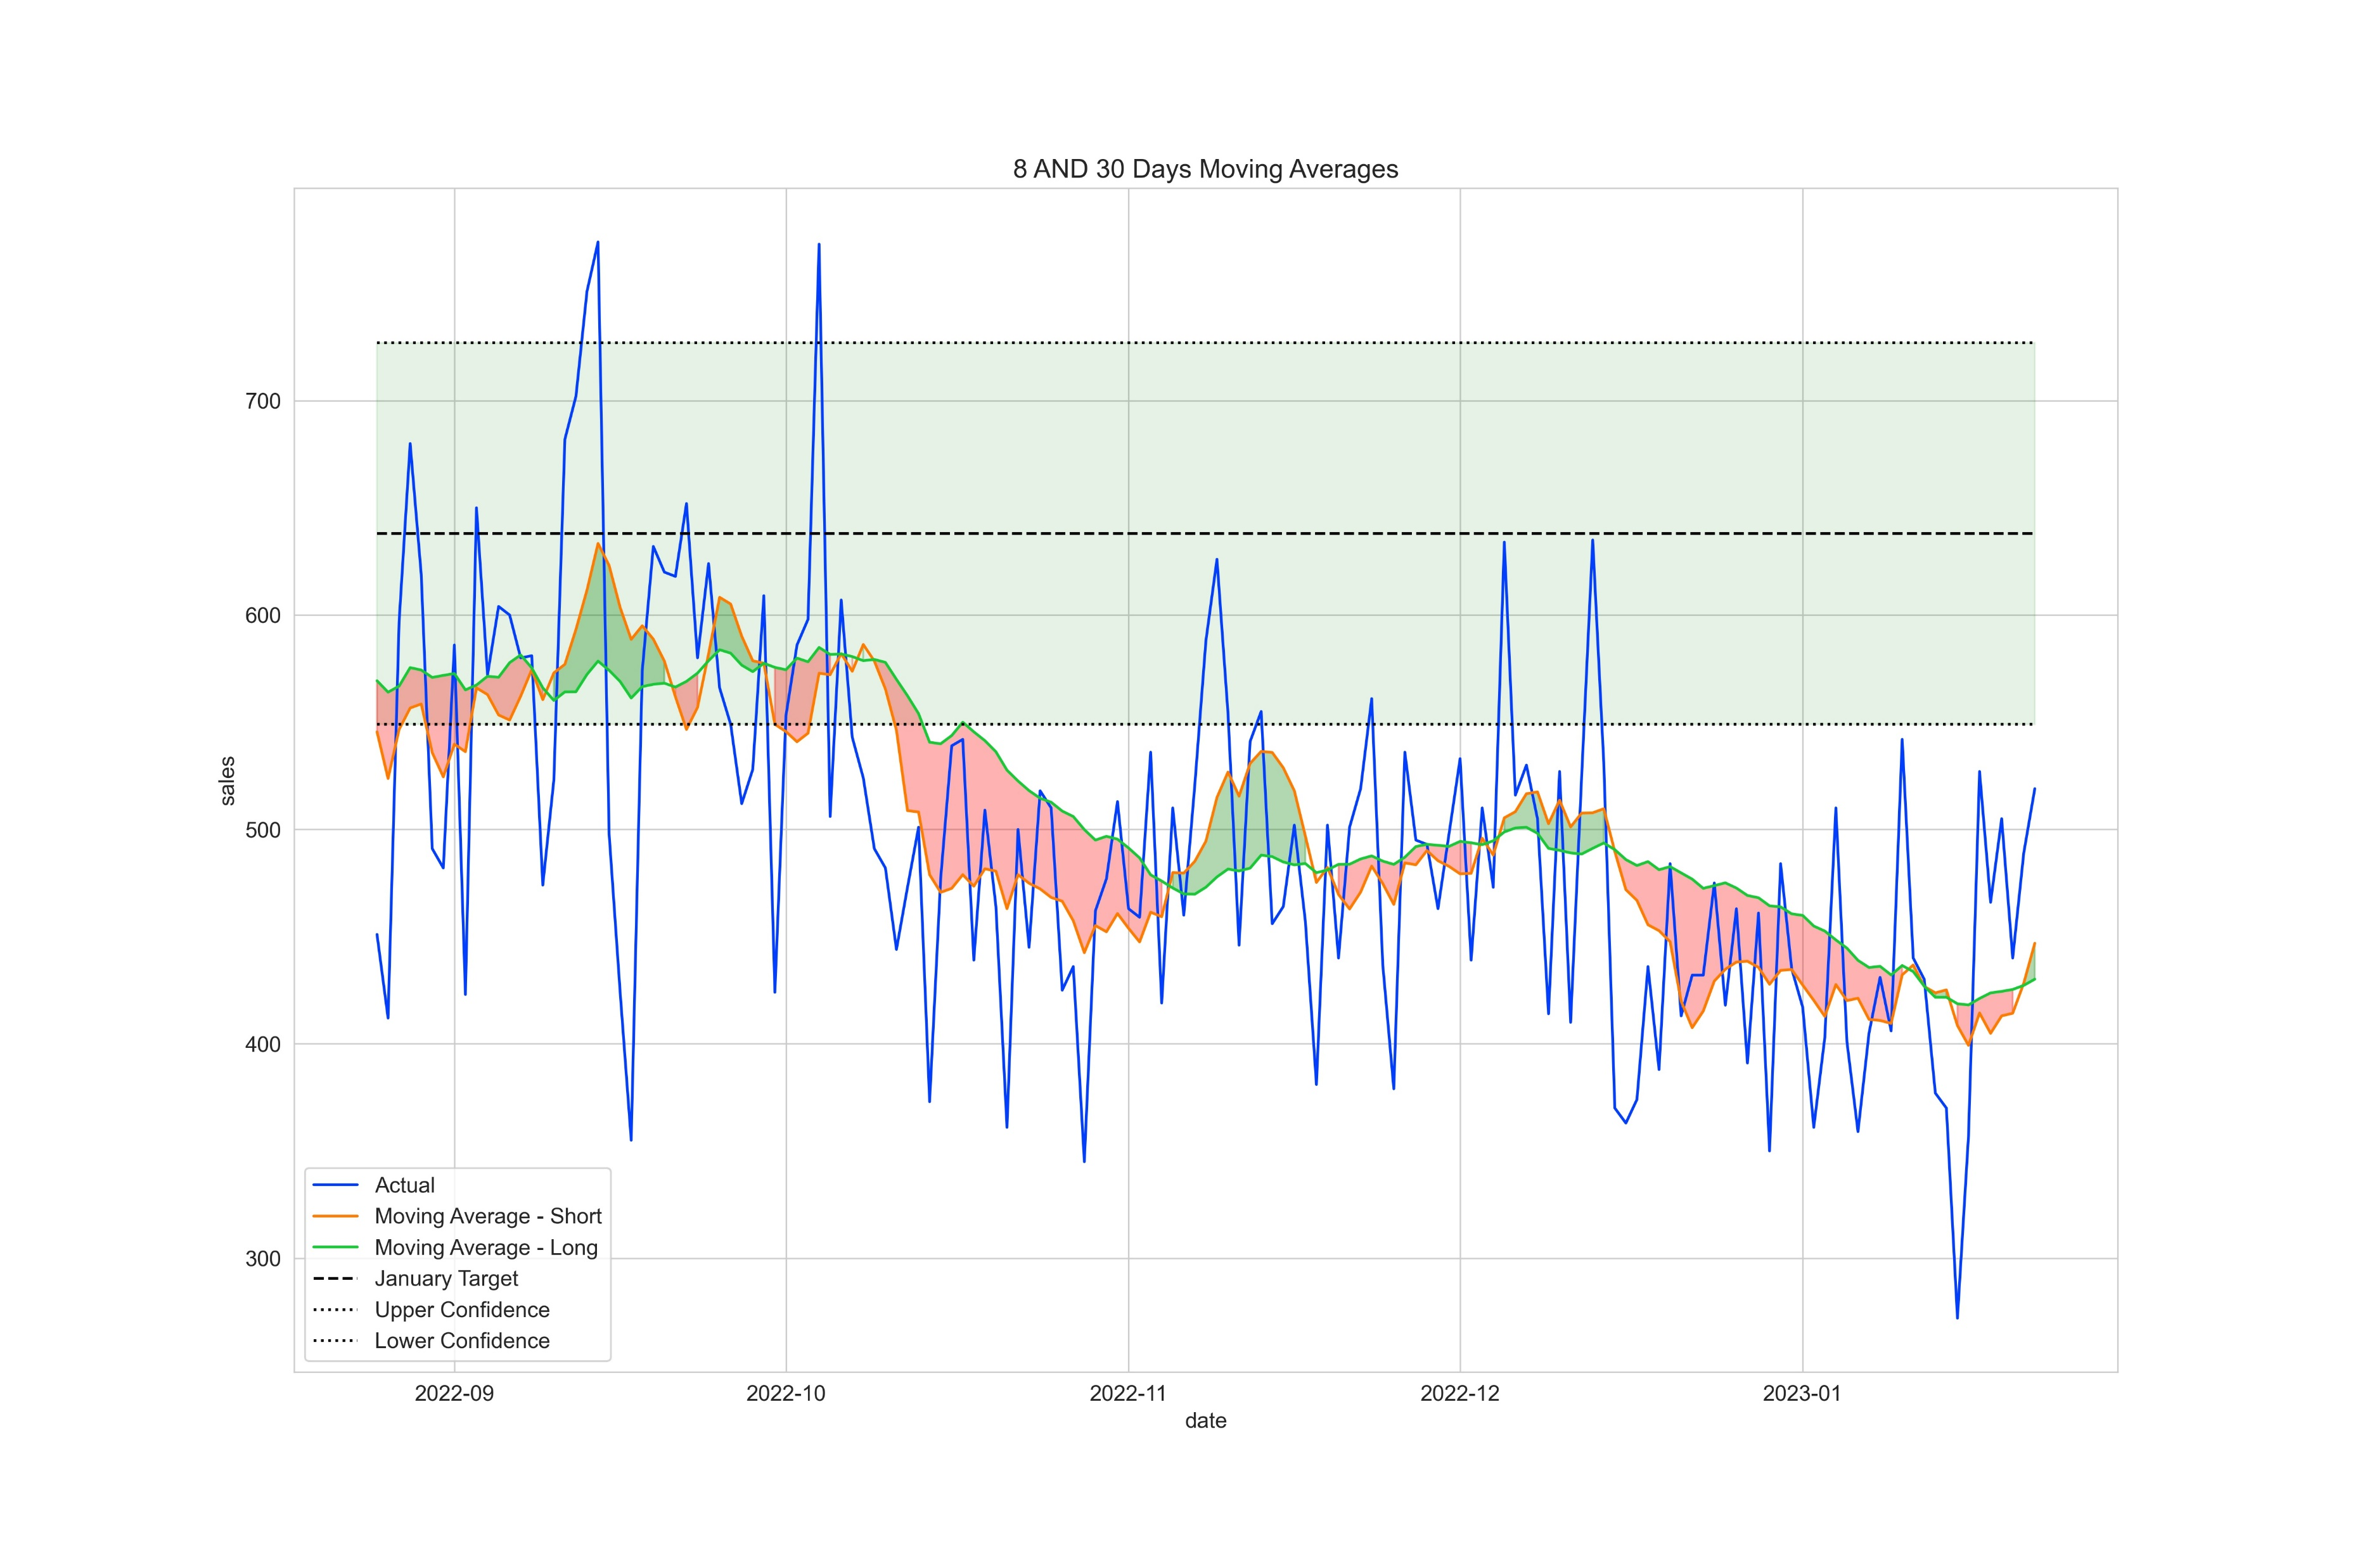 8 AND 30 Days Moving Averages
700
600
500
400
300
sales
Actual
Moving Average - Short
Moving Average - Long
January Target
Upper Confidence
Lower Confidence
2022-09
2022-10
2022-11
2022-12
2023-01
date